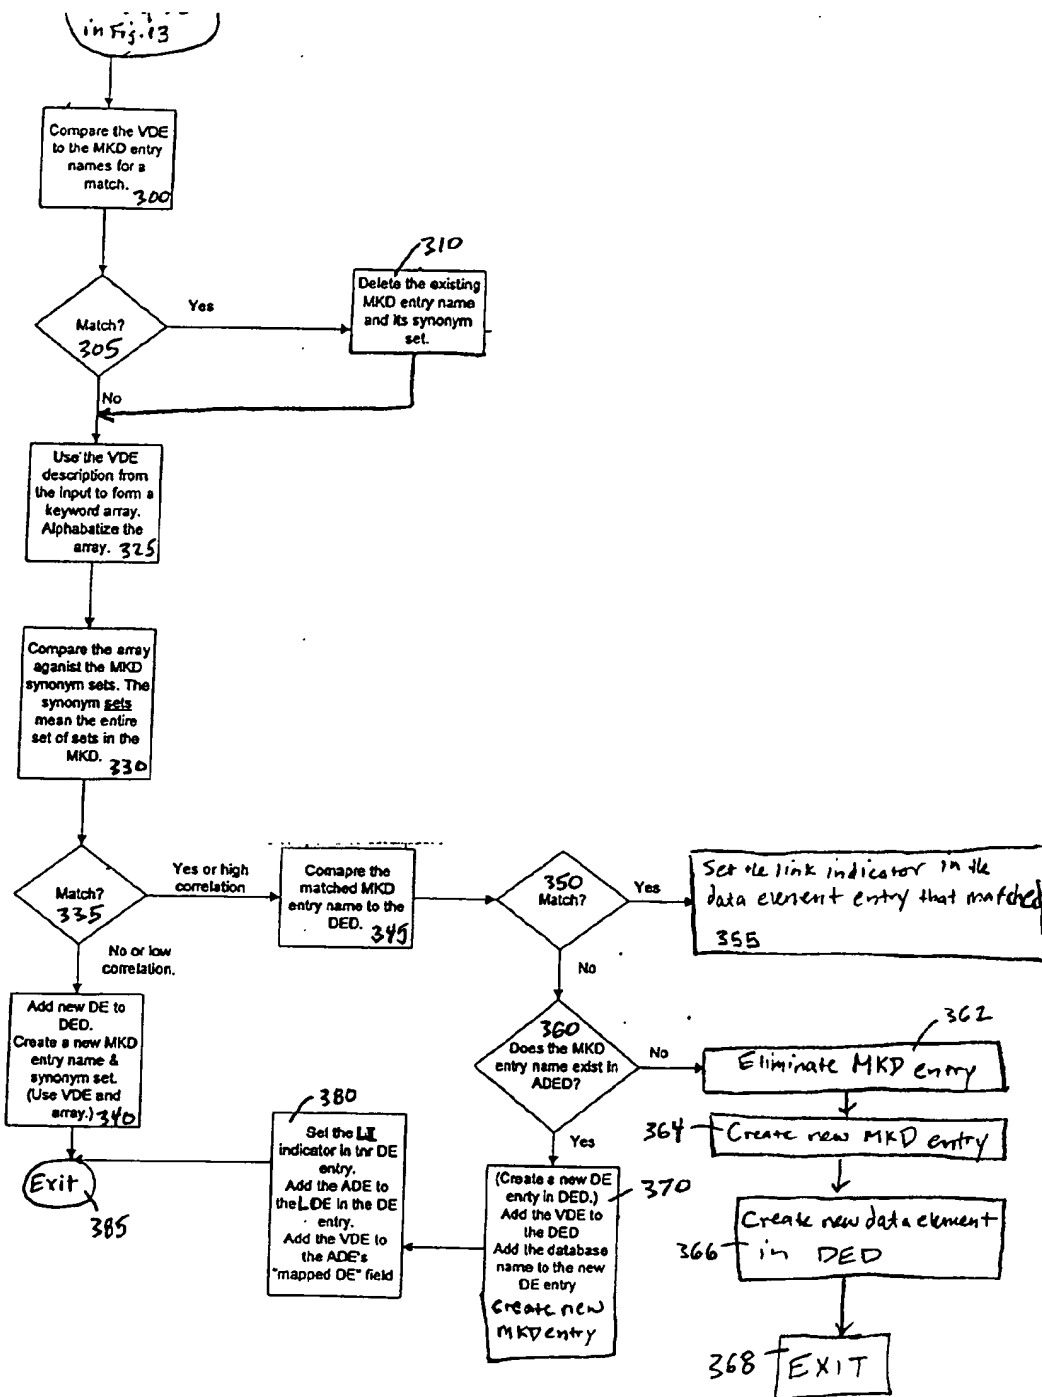 in Fig. 13
Compare the VDE
to the MKD entry
names for a
match.
300
310
Delete the existing
MKD entry name
and its synonym
set.
Match?
305
Yes
No
Use the VDE
description from
the input to form a
keyword array.
Alphabatize the
array. 325
Compare the array
aganist the MKD
synonym sets. The
synonym sets
mean the entire
set of sets in the
MKD. 330
Match?
335
Yes or high
correlation
Comapre the
matched MKD
entry name to the
DED. 345
350
Match?
Yes
Set the link indicator in the
data element entry that matched
355
No or low
correlation.
No
Add new DE to
DED.
Create a new MKD
entry name &
synonym set.
(Use VDE and
array.) 340
360
Does the MKD
entry name exist in
ADED?
No
362
Eliminate MKD entry
364
Create new MKD entry
Yes
380
Set the LI
indicator in tnr DE
entry.
Add the ADE to
the LDE in the DE
entry.
Add the VDE to
the ADE's
"mapped DE" field
Exit
385
(Create a new DE
enrty in DED.)
Add the VDE to
the DED
Add the database
name to the new
DE entry
create new
MKD entry
370
Create new data element
in DED
366
368
EXIT